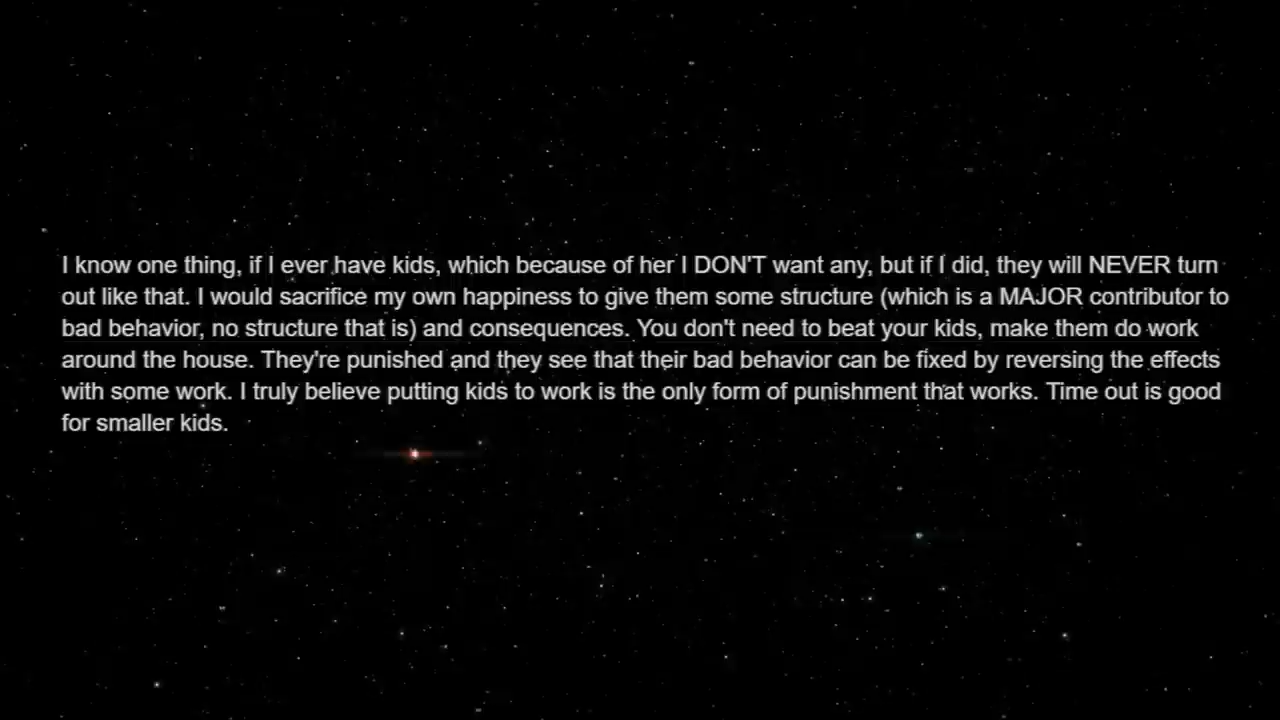 I know one thing, if I ever have kids, which because of her I DON'T want any, but if I did, they will NEVER turn
out like that. I would sacrifice my own happiness to give them some structure (which is a MAJOR contributor to
bad behavior, no structure that is) and consequences. You don't need to beat your kids, make them do work
around the house. They're punished and they see that their bad behavior can be fixed by reversing the effects
with some work. I truly believe putting kids to work is the only form of punishment that works. Time out is good
for smaller kids.